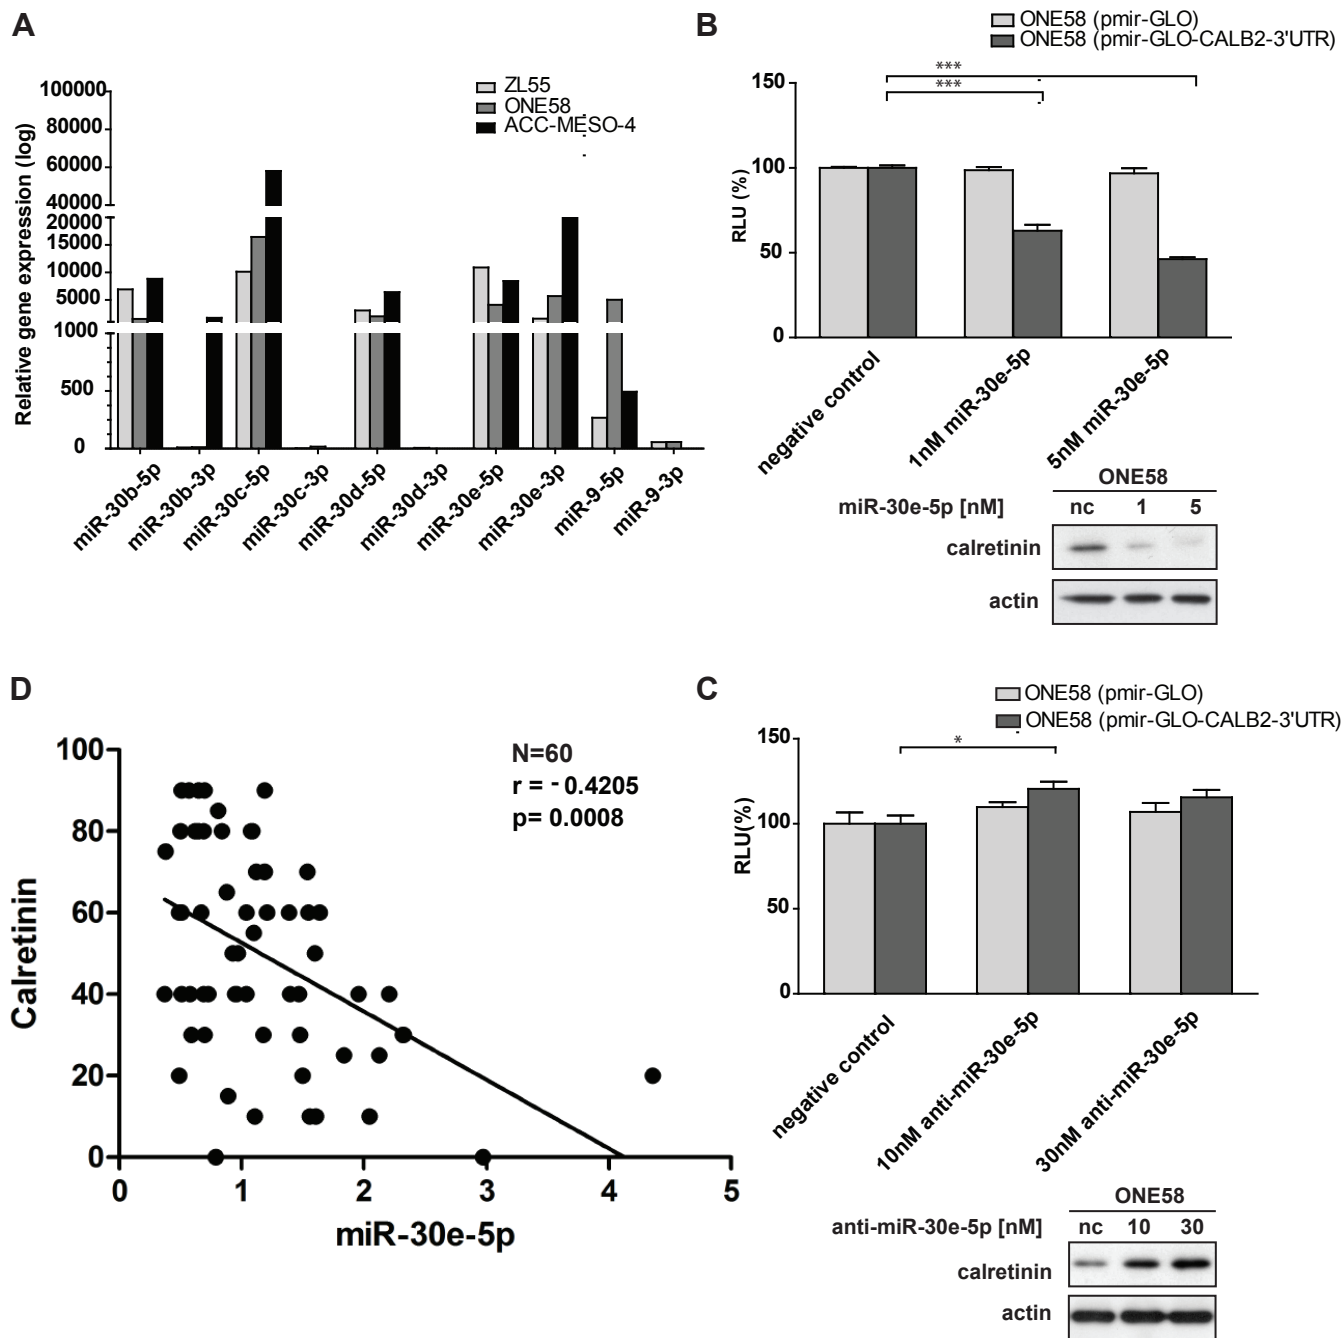 A
Relative gene expression (log)
100000
80000
60000
40000
20000
15000
10000
5000
1000
500
0
ZL55
ONE58
ACC-MESO-4
miR-30b-5p
miR-30b-3p
miR-30c-5p
miR-30c-3p
miR-30d-5p
miR-30d-3p
miR-30e-5p
miR-30e-3p
miR-9-5p
miR-9-3p
B
ONE58 (pmir-GLO)
ONE58 (pmir-GLO-CALB2-3'UTR)
***
***
RLU (%)
150
100
50
0
negative control
1nM miR-30e-5p
5nM miR-30e-5p
ONE58
miR-30e-5p [nM] nc 1 5
calretinin
actin
D
Calretinin
100
80
60
40
20
0
N=60
r = -0.4205
p= 0.0008
0 1 2 3 4 5
miR-30e-5p
C
ONE58 (pmir-GLO)
ONE58 (pmir-GLO-CALB2-3'UTR)
*
RLU(%)
150
100
50
0
negative control
10nM anti-miR-30e-5p
30nM anti-miR-30e-5p
ONE58
anti-miR-30e-5p [nM] nc 10 30
calretinin
actin